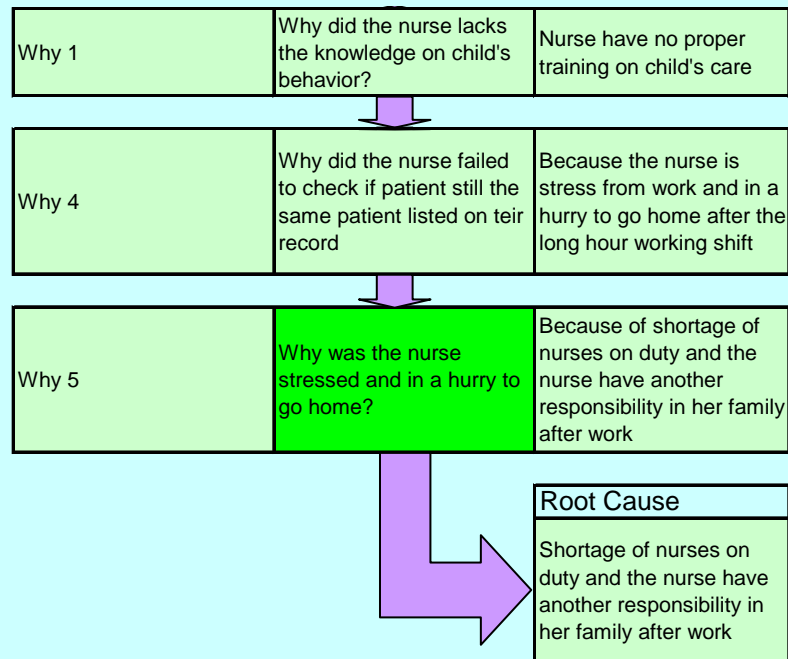 Why 1
Why did the nurse lacks
the knowledge on child's
behavior?
Nurse have no proper
training on child's care
Why 4
Why did the nurse failed
to check if patient still the
same patient listed on teir
record
Because the nurse is
stress from work and in a
hurry to go home after the
long hour working shift
Why 5
Why was the nurse
stressed and in a hurry to
go home?
Because of shortage of
nurses on duty and the
nurse have another
responsibility in her family
after work
Root Cause
Shortage of nurses on
duty and the nurse have
another responsibility in
her family after work